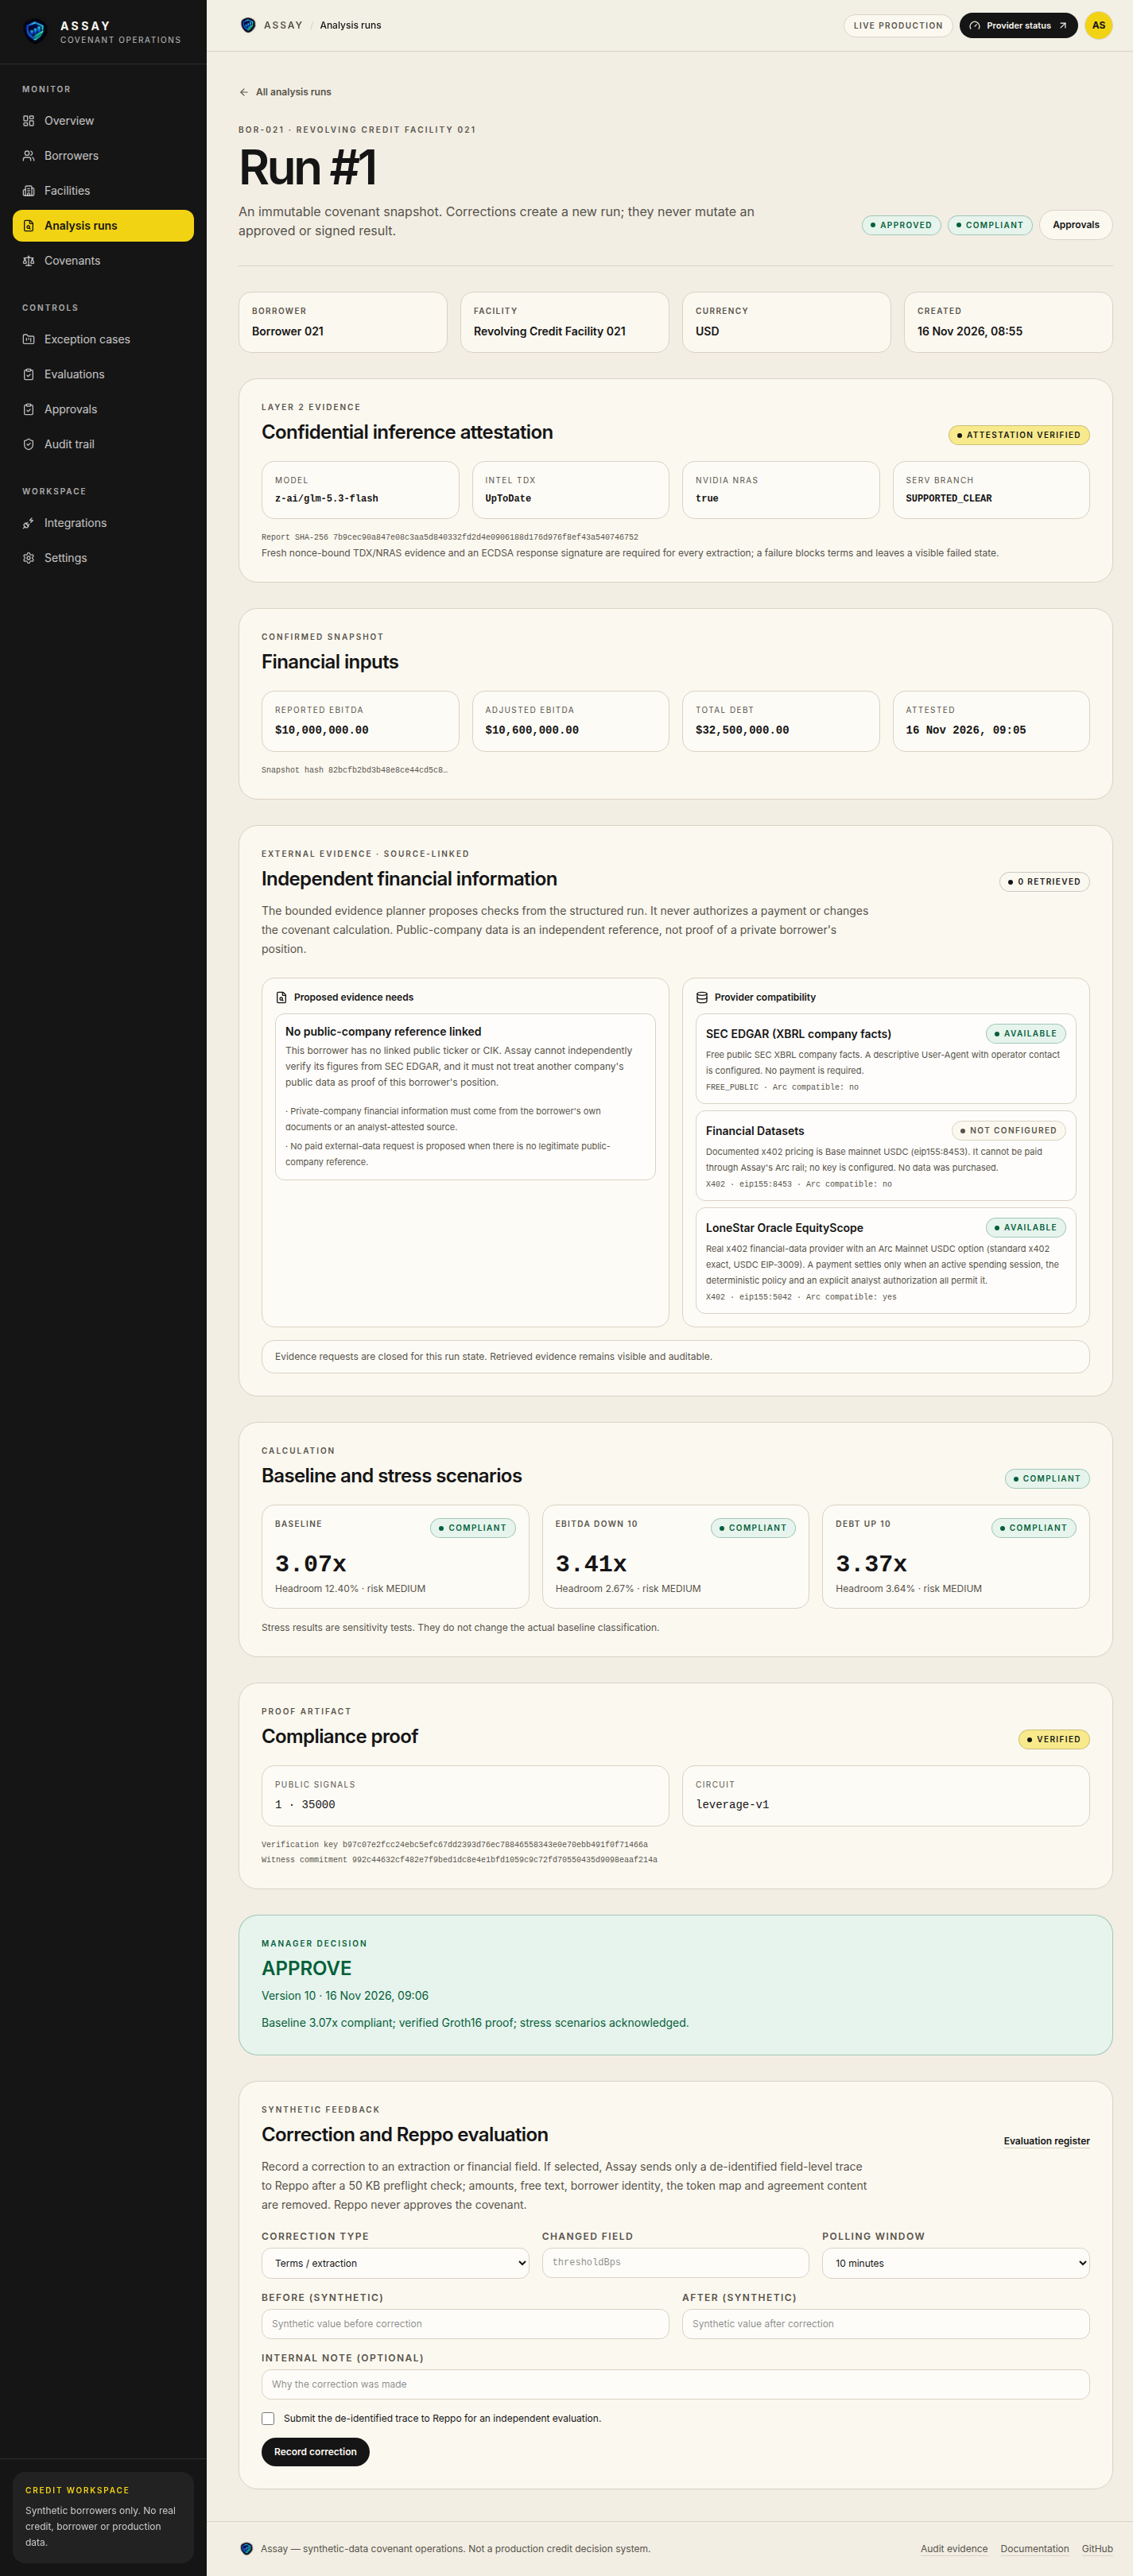 ASSAY
COVENANT OPERATIONS
MONITOR
Overview
Borrowers
Facilities
Analysis runs
Covenants
CONTROLS
Exception cases
Evaluations
Approvals
Audit trail
WORKSPACE
Integrations
Settings
CREDIT WORKSPACE
Synthetic borrowers only. No real
credit, borrower or production
data.
ASSAY / Analysis runs
LIVE PRODUCTION
Provider status
AS
All analysis runs
BOR-021 · REVOLVING CREDIT FACILITY 021
Run #1
An immutable covenant snapshot. Corrections create a new run; they never mutate an
approved or signed result.
APPROVED
COMPLIANT
Approvals
BORROWER
Borrower 021
FACILITY
Revolving Credit Facility 021
CURRENCY
USD
CREATED
16 Nov 2026, 08:55
LAYER 2 EVIDENCE
Confidential inference attestation
ATTESTATION VERIFIED
MODEL
z-ai/glm-5.3-flash
INTEL TDX
UpToDate
NVIDIA NRAS
true
SERV BRANCH
SUPPORTED_CLEAR
Report SHA-256 7b9cec90a847e08c3aa5d840332fd2d4e0906188d176d976f8ef43a540746752
Fresh nonce-bound TDX/NRAS evidence and an ECDSA response signature are required for every extraction; a failure blocks terms and leaves a visible failed state.
CONFIRMED SNAPSHOT
Financial inputs
REPORTED EBITDA
$10,000,000.00
ADJUSTED EBITDA
$10,600,000.00
TOTAL DEBT
$32,500,000.00
ATTESTED
16 Nov 2026, 09:05
Snapshot hash 82bcfb2bd3b48e8ce44cd5c8…
EXTERNAL EVIDENCE · SOURCE-LINKED
Independent financial information
0 RETRIEVED
The bounded evidence planner proposes checks from the structured run. It never authorizes a payment or changes
the covenant calculation. Public-company data is an independent reference, not proof of a private borrower's
position.
Proposed evidence needs
No public-company reference linked
This borrower has no linked public ticker or CIK. Assay cannot independently
verify its figures from SEC EDGAR, and it must not treat another company's
public data as proof of this borrower's position.
· Private-company financial information must come from the borrower's own
documents or an analyst-attested source.
· No paid external-data request is proposed when there is no legitimate public-
company reference.
Provider compatibility
SEC EDGAR (XBRL company facts)
AVAILABLE
Free public SEC XBRL company facts. A descriptive User-Agent with operator contact
is configured. No payment is required.
FREE_PUBLIC · Arc compatible: no
Financial Datasets
NOT CONFIGURED
Documented x402 pricing is Base mainnet USDC (eip155:8453). It cannot be paid
through Assay's Arc rail; no key is configured. No data was purchased.
X402 · eip155:8453 · Arc compatible: no
LoneStar Oracle EquityScope
AVAILABLE
Real x402 financial-data provider with an Arc Mainnet USDC option (standard x402
exact, USDC EIP-3009). A payment settles only when an active spending session, the
deterministic policy and an explicit analyst authorization all permit it.
X402 · eip155:5042 · Arc compatible: yes
Evidence requests are closed for this run state. Retrieved evidence remains visible and auditable.
CALCULATION
Baseline and stress scenarios
COMPLIANT
BASELINE
COMPLIANT
3.07x
Headroom 12.40% · risk MEDIUM
EBITDA DOWN 10
COMPLIANT
3.41x
Headroom 2.67% · risk MEDIUM
DEBT UP 10
COMPLIANT
3.37x
Headroom 3.64% · risk MEDIUM
Stress results are sensitivity tests. They do not change the actual baseline classification.
PROOF ARTIFACT
Compliance proof
VERIFIED
PUBLIC SIGNALS
1 · 35000
CIRCUIT
leverage-v1
Verification key b97c07e2fcc24ebc5efc67dd2393d76ec78846558343e0e70ebb491f0f71466a
Witness commitment 992c44632cf482e7f9bed1dc8e4e1bfd1059c9c72fd70550435d9098eaaf214a
MANAGER DECISION
APPROVE
Version 10 · 16 Nov 2026, 09:06
Baseline 3.07x compliant; verified Groth16 proof; stress scenarios acknowledged.
SYNTHETIC FEEDBACK
Correction and Reppo evaluation
Evaluation register
Record a correction to an extraction or financial field. If selected, Assay sends only a de-identified field-level trace
to Reppo after a 50 KB preflight check; amounts, free text, borrower identity, the token map and agreement content
are removed. Reppo never approves the covenant.
CORRECTION TYPE
Terms / extraction
CHANGED FIELD
thresholdBps
POLLING WINDOW
10 minutes
BEFORE (SYNTHETIC)
Synthetic value before correction
AFTER (SYNTHETIC)
Synthetic value after correction
INTERNAL NOTE (OPTIONAL)
Why the correction was made
Submit the de-identified trace to Reppo for an independent evaluation.
Record correction
Assay — synthetic-data covenant operations. Not a production credit decision system.
Audit evidence
Documentation
GitHub